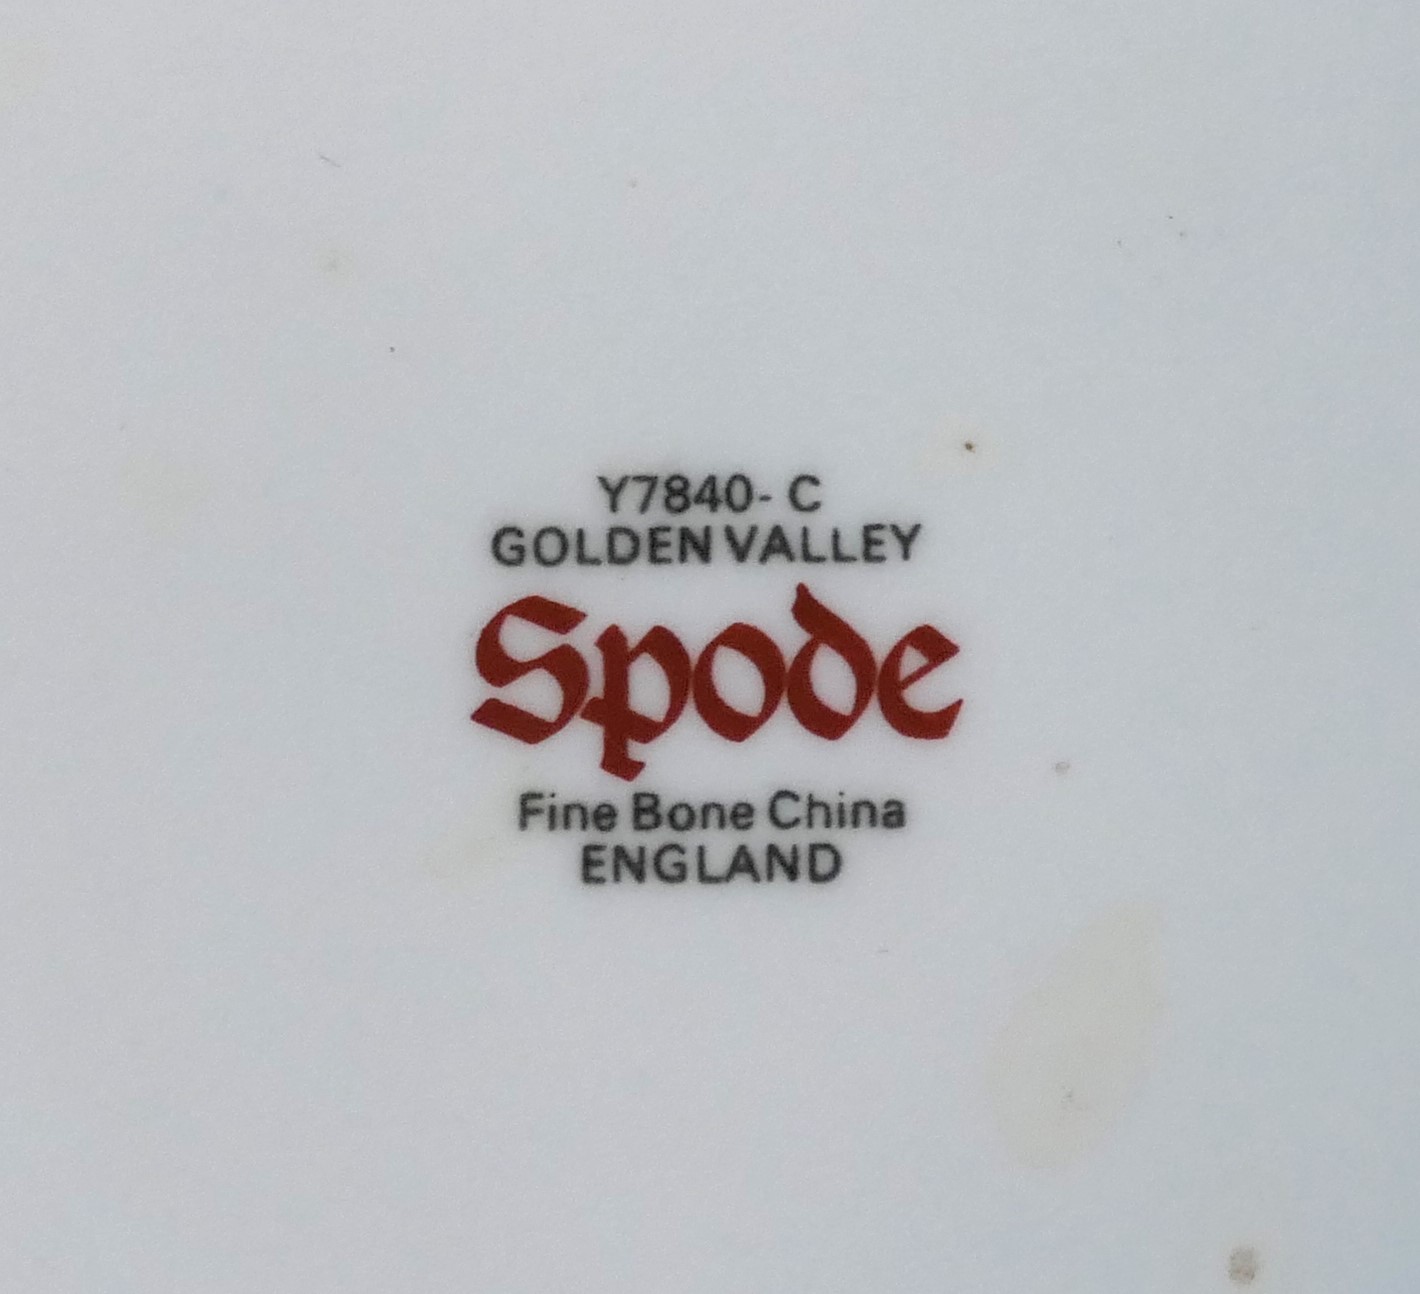 Y7840- C
GOLDEN VALLEY
Spode
Fine Bone China
ENGLAND